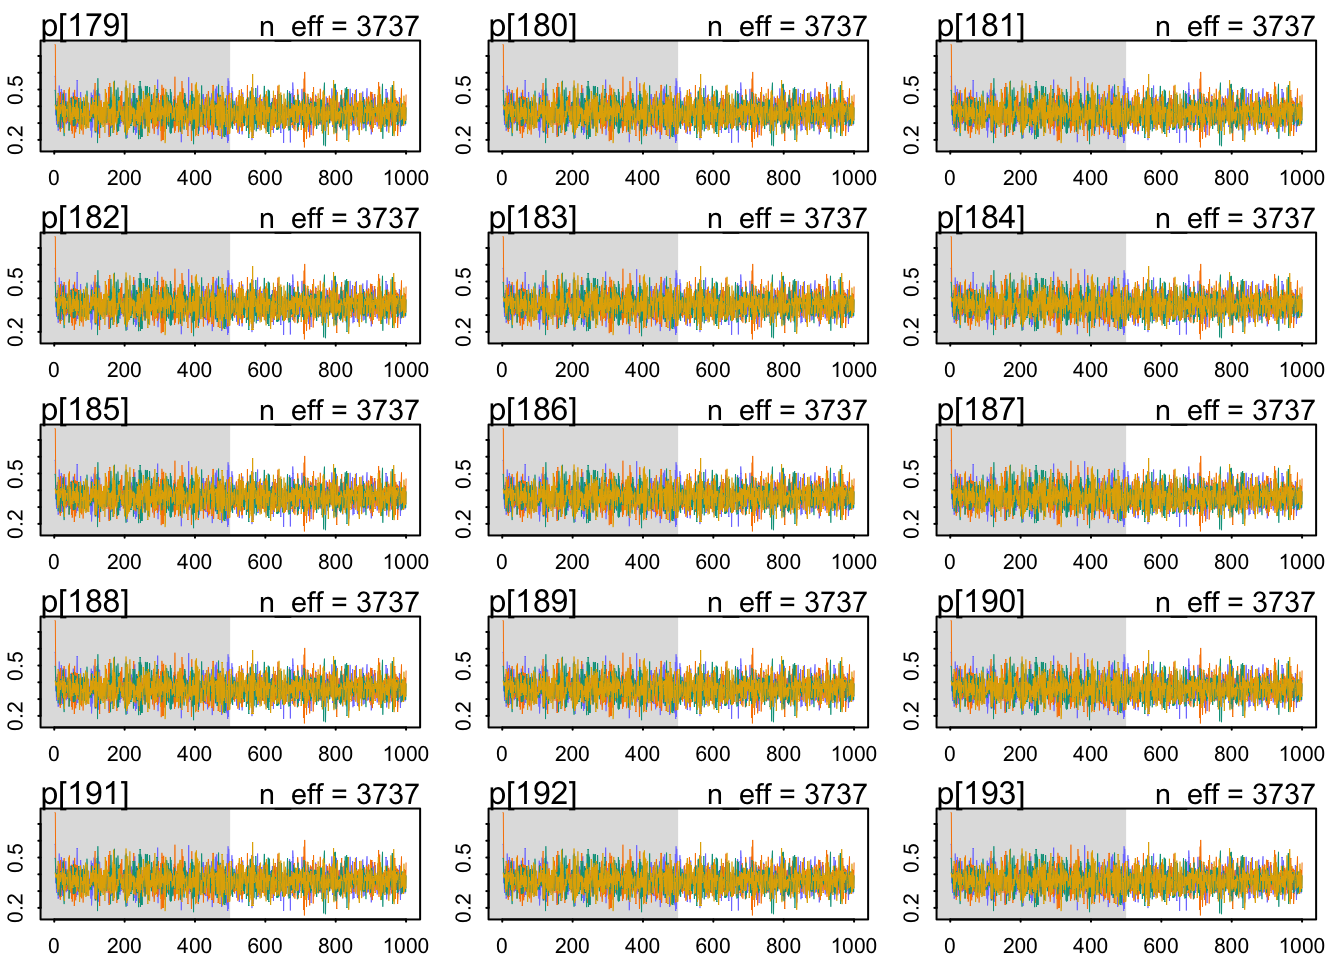 p[179] n_eff = 3737 p[180] n_eff = 3737 p[181] n_eff = 3737
0.2 0.5 0.2 0.5 0.2 0.5
0 200 400 600 800 1000 0 200 400 600 800 1000 0 200 400 600 800 1000
p[182] n_eff = 3737 p[183] n_eff = 3737 p[184] n_eff = 3737
0.2 0.5 0.2 0.5 0.2 0.5
0 200 400 600 800 1000 0 200 400 600 800 1000 0 200 400 600 800 1000
p[185] n_eff = 3737 p[186] n_eff = 3737 p[187] n_eff = 3737
0.2 0.5 0.2 0.5 0.2 0.5
0 200 400 600 800 1000 0 200 400 600 800 1000 0 200 400 600 800 1000
p[188] n_eff = 3737 p[189] n_eff = 3737 p[190] n_eff = 3737
0.2 0.5 0.2 0.5 0.2 0.5
0 200 400 600 800 1000 0 200 400 600 800 1000 0 200 400 600 800 1000
p[191] n_eff = 3737 p[192] n_eff = 3737 p[193] n_eff = 3737
0.2 0.5 0.2 0.5 0.2 0.5
0 200 400 600 800 1000 0 200 400 600 800 1000 0 200 400 600 800 1000